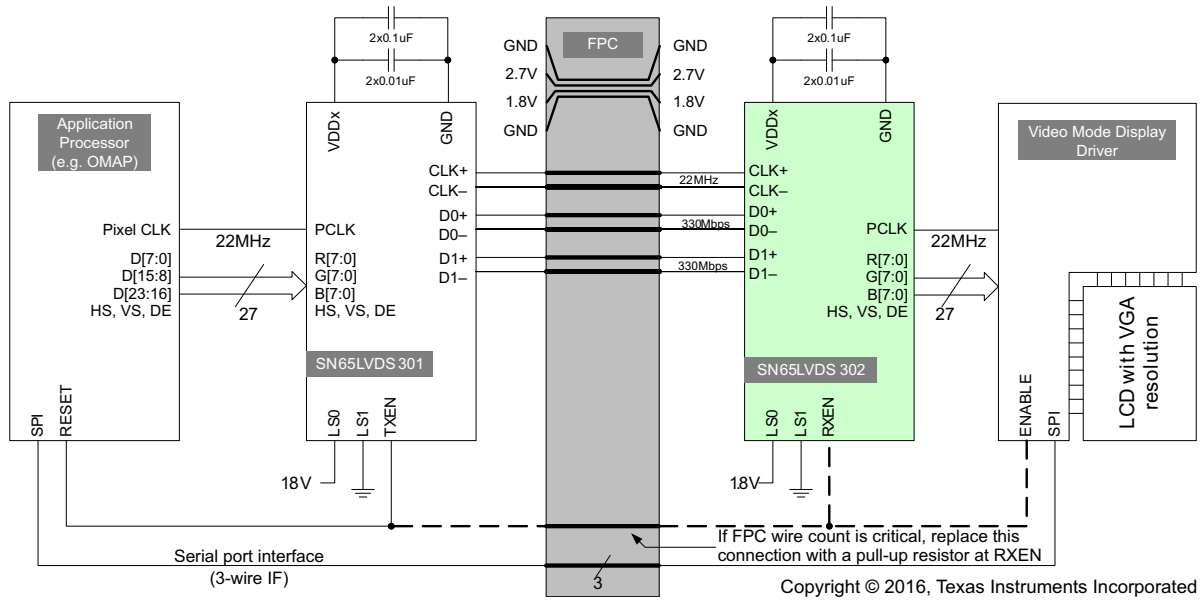 2x0.1uF
2x0.01uF
GND
2.7V
1.8V
GND
FPC
GND
2.7V
1.8V
GND
2x0.1uF
2x0.01uF
Application
Processor
(e.g. OMAP)
Pixel CLK
D[7:0]
D[15:8]
D[23:16]
HS, VS, DE
SPI
RESET
22MHz
27
VDDx
GND
CLK+
CLK–
D0+
D0–
D1+
D1–
PCLK
R[7:0]
G[7:0]
B[7:0]
HS, VS, DE
SN65LVDS 301
LS0
LS1
TXEN
18V
22MHz
330Mbps
330Mbps
VDDx
GND
CLK+
CLK–
D0+
D0–
D1+
D1–
PCLK
R[7:0]
G[7:0]
B[7:0]
HS, VS, DE
SN65LVDS 302
LS0
LS1
RXEN
1.8V
22MHz
27
Video Mode Display
Driver
LCD with VGA
resolution
ENABLE
SPI
If FPC wire count is critical, replace this
connection with a pull-up resistor at RXEN
Serial port interface
(3-wire IF)
3
Copyright © 2016, Texas Instruments Incorporated